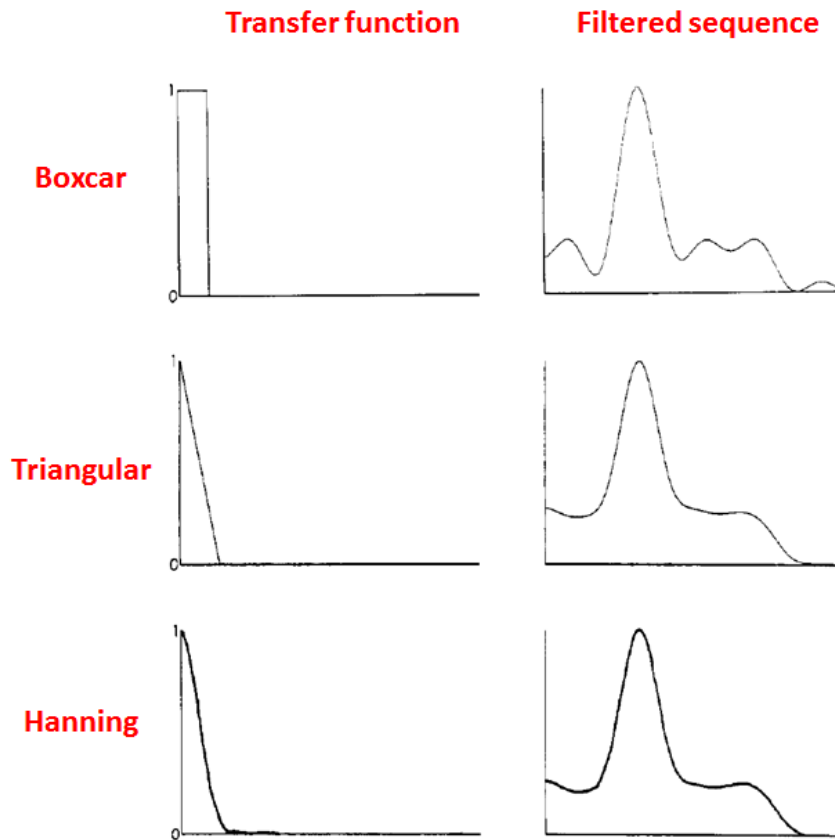 Transfer function
Filtered sequence
1
Boxcar
0
1
Triangular
0
1
Hanning
0